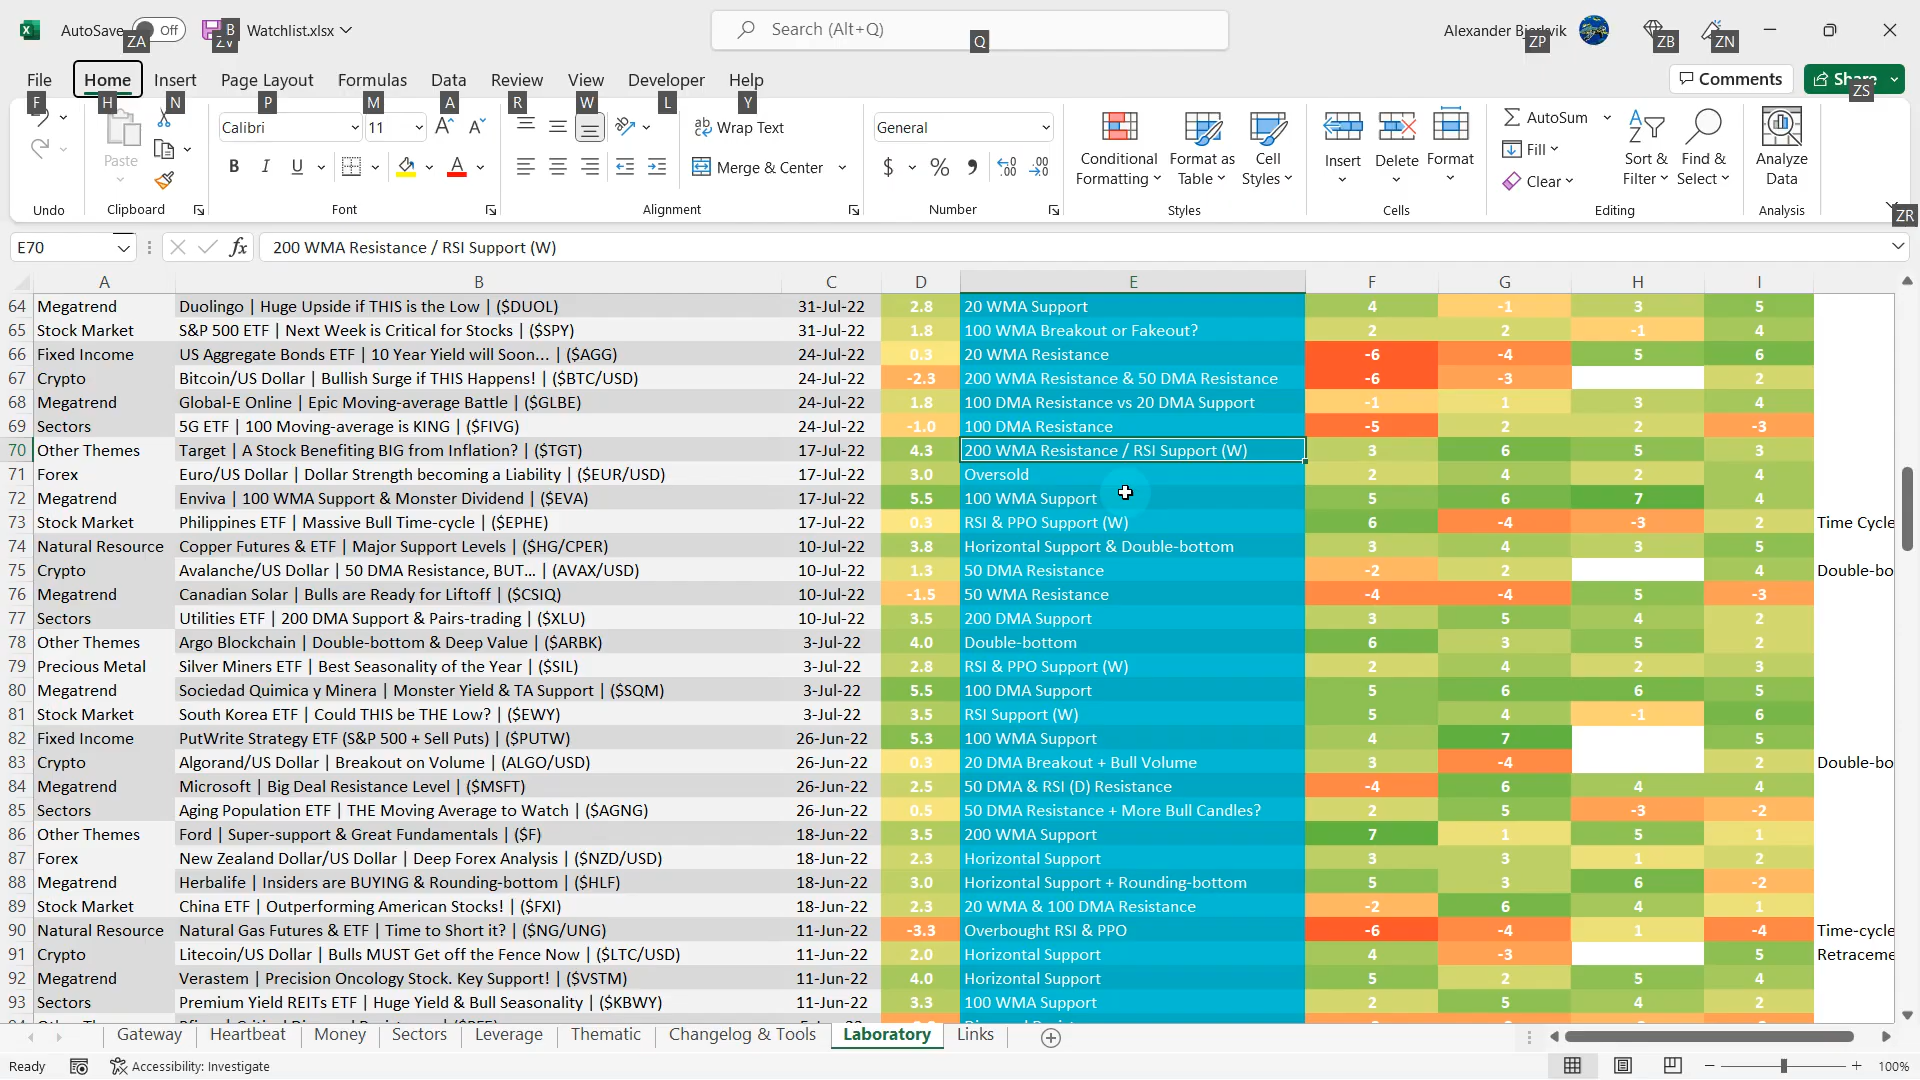 AutoSave Off Watchlist.xlsx Search (Alt+Q)
ZA B Q ZP ZB ZN
File Home Insert Page Layout Formulas Data Review View Developer Help Comments
F H N P M A R W L Y ZS
Paste Calibri 11 Wrap Text General Conditional Formatting Format as Table Cell Styles Insert Delete Format AutoSum Sort & Filter Find & Select Analyze Data
B I U A Merge & Center $ % Fill
Clear
Undo Clipboard Font Alignment Number Styles Cells Editing Analysis ZR
E70 fx 200 WMA Resistance / RSI Support (W)
A B C D E F G H I
64 Megatrend Duolingo | Huge Upside if THIS is the Low | ($DUOL) 31-Jul-22 2.8 20 WMA Support 4 -1 3 5
65 Stock Market S&P 500 ETF | Next Week is Critical for Stocks | ($SPY) 31-Jul-22 1.8 100 WMA Breakout or Fakeout? 2 2 -1 4
66 Fixed Income US Aggregate Bonds ETF | 10 Year Yield will Soon... | ($AGG) 24-Jul-22 0.3 20 WMA Resistance -6 -4 5 6
67 Crypto Bitcoin/US Dollar | Bullish Surge if THIS Happens! | ($BTC/USD) 24-Jul-22 -2.3 200 WMA Resistance & 50 DMA Resistance -6 -3 2
68 Megatrend Global-E Online | Epic Moving-average Battle | ($GLBE) 24-Jul-22 1.8 100 DMA Resistance vs 20 DMA Support -1 1 3 4
69 Sectors 5G ETF | 100 Moving-average is KING | ($FIVG) 24-Jul-22 -1.0 100 DMA Resistance -5 2 2 -3
70 Other Themes Target | A Stock Benefiting BIG from Inflation? | ($TGT) 17-Jul-22 4.3 200 WMA Resistance / RSI Support (W) 3 6 5 3
71 Forex Euro/US Dollar | Dollar Strength becoming a Liability | ($EUR/USD) 17-Jul-22 3.0 Oversold 2 4 2 4
72 Megatrend Enviva | 100 WMA Support & Monster Dividend | ($EVA) 17-Jul-22 5.5 100 WMA Support 5 6 7 4
73 Stock Market Philippines ETF | Massive Bull Time-cycle | ($EPHE) 17-Jul-22 0.3 RSI & PPO Support (W) 6 -4 -3 2 Time Cycle
74 Natural Resource Copper Futures & ETF | Major Support Levels | ($HG/CPER) 10-Jul-22 3.8 Horizontal Support & Double-bottom 3 4 3 5
75 Crypto Avalanche/US Dollar | 50 DMA Resistance, BUT... | (AVAX/USD) 10-Jul-22 1.3 50 DMA Resistance -2 2 4 Double-bo
76 Megatrend Canadian Solar | Bulls are Ready for Liftoff | ($CSIQ) 10-Jul-22 -1.5 50 WMA Resistance -4 -4 5 -3
77 Sectors Utilities ETF | 200 DMA Support & Pairs-trading | ($XLU) 10-Jul-22 3.5 200 DMA Support 3 5 4 2
78 Other Themes Argo Blockchain | Double-bottom & Deep Value | ($ARBK) 3-Jul-22 4.0 Double-bottom 6 3 5 2
79 Precious Metal Silver Miners ETF | Best Seasonality of the Year | ($SIL) 3-Jul-22 2.8 RSI & PPO Support (W) 2 4 2 3
80 Megatrend Sociedad Quimica y Minera | Monster Yield & TA Support | ($SQM) 3-Jul-22 5.5 100 DMA Support 5 6 6 5
81 Stock Market South Korea ETF | Could THIS be THE Low? | ($EWY) 3-Jul-22 3.5 RSI Support (W) 5 4 -1 6
82 Fixed Income PutWrite Strategy ETF (S&P 500 + Sell Puts) | ($PUTW) 26-Jun-22 5.3 100 WMA Support 4 7 5
83 Crypto Algorand/US Dollar | Breakout on Volume | (ALGO/USD) 26-Jun-22 0.3 20 DMA Breakout + Bull Volume 3 -4 2 Double-bo
84 Megatrend Microsoft | Big Deal Resistance Level | ($MSFT) 26-Jun-22 2.5 50 DMA & RSI (D) Resistance -4 6 4 4
85 Sectors Aging Population ETF | THE Moving Average to Watch | ($AGNG) 26-Jun-22 0.5 50 DMA Resistance + More Bull Candles? 2 5 -3 -2
86 Other Themes Ford | Super-support & Great Fundamentals | ($F) 18-Jun-22 3.5 200 WMA Support 7 1 5 1
87 Forex New Zealand Dollar/US Dollar | Deep Forex Analysis | ($NZD/USD) 18-Jun-22 2.3 Horizontal Support 3 3 1 2
88 Megatrend Herbalife | Insiders are BUYING & Rounding-bottom | ($HLF) 18-Jun-22 3.0 Horizontal Support + Rounding-bottom 5 3 6 -2
89 Stock Market China ETF | Outperforming American Stocks! | ($FXI) 18-Jun-22 2.3 20 WMA & 100 DMA Resistance -2 6 4 1
90 Natural Resource Natural Gas Futures & ETF | Time to Short it? | ($NG/UNG) 11-Jun-22 -3.3 Overbought RSI & PPO -6 -4 1 -4 Time-cycle
91 Crypto Litecoin/US Dollar | Bulls MUST Get off the Fence Now | ($LTC/USD) 11-Jun-22 2.0 Horizontal Support 4 -3 5 Retraceme
92 Megatrend Verastem | Precision Oncology Stock. Key Support! | ($VSTM) 11-Jun-22 4.0 Horizontal Support 5 2 5 4
93 Sectors Premium Yield REITs ETF | Huge Yield & Bull Seasonality | ($KBWY) 11-Jun-22 3.3 100 WMA Support 2 5 4 2
Gateway Heartbeat Money Sectors Leverage Thematic Changelog & Tools Laboratory Links
Ready Accessibility: Investigate 100%